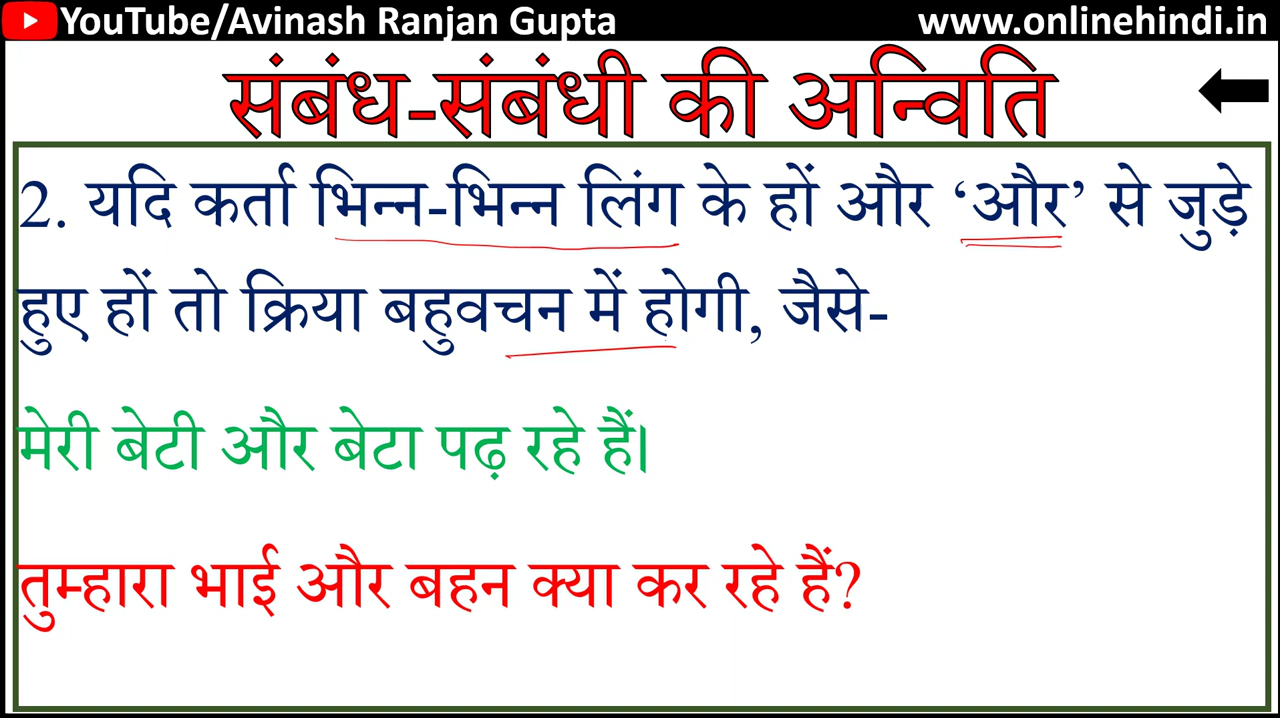 YouTube/Avinash Ranjan Gupta
www.onlinehindi.in
संबंध-संबंधी की अन्विति
2. यदि कर्ता भिन्न-भिन्न लिंग के हों और ‘और’ से जुड़े
हुए हों तो क्रिया बहुवचन में होगी, जैसे-
मेरी बेटी और बेटा पढ़ रहे हैं।
तुम्हारा भाई और बहन क्या कर रहे हैं?